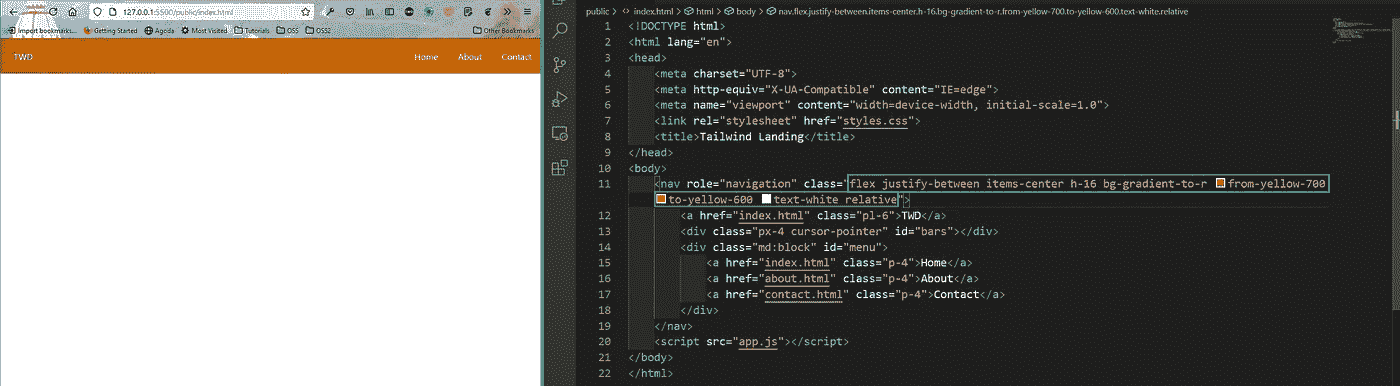 127.0.0.1:5500/public/index.html
Import bookmarks...
Getting Started
Agoda
Most Visited
Tutorials
OSS
OSS2
Other Bookmarks
TWD
Home
About
Contact
public > index.html > html > body > nav.flex.justify-between.items-center.h-16.bg-gradient-to-r.from-yellow-700.to-yellow-600.text-white.relative
1 <!DOCTYPE html>
2 <html lang="en">
3 <head>
4 <meta charset="UTF-8">
5 <meta http-equiv="X-UA-Compatible" content="IE=edge">
6 <meta name="viewport" content="width=device-width, initial-scale=1.0">
7 <link rel="stylesheet" href="styles.css">
8 <title>Tailwind Landing</title>
9 </head>
10 <body>
11 <nav role="navigation" class="flex justify-between items-center h-16 bg-gradient-to-r from-yellow-700
to-yellow-600 text-white relative">
12 <a href="index.html" class="pl-6">TWD</a>
13 <div class="px-4 cursor-pointer" id="bars"></div>
14 <div class="md:block" id="menu">
15 <a href="index.html" class="p-4">Home</a>
16 <a href="about.html" class="p-4">About</a>
17 <a href="contact.html" class="p-4">Contact</a>
18 </div>
19 </nav>
20 <script src="app.js"></script>
21 </body>
22 </html>